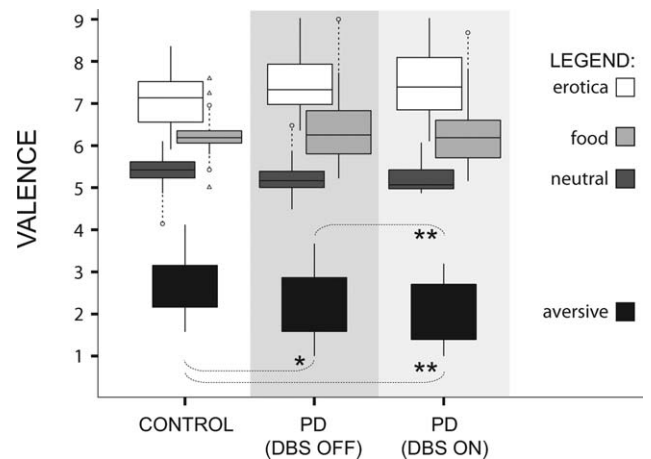 9
8
7
6
5
4
3
2
1
VALENCE
LEGEND:
erotica
food
neutral
aversive
**
*
**
CONTROL
PD
(DBS OFF)
PD
(DBS ON)